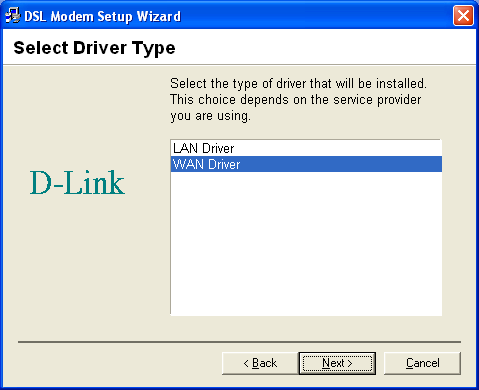 DSL Modem Setup Wizard
Select Driver Type
Select the type of driver that will be installed.
This choice depends on the service provider
you are using.
LAN Driver
WAN Driver
D-Link
< Back
Next >
Cancel